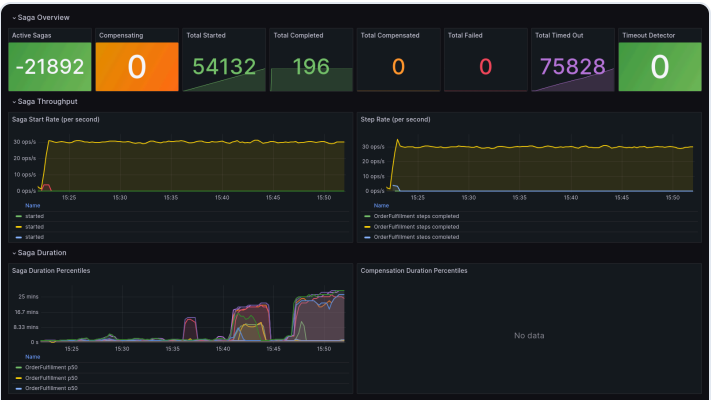 Saga Overview
Active Sagas
-21892
Compensating
0
Total Started
54132
Total Completed
196
Total Compensated
0
Total Failed
0
Total Timed Out
75828
Timeout Detector
0
Saga Throughput
Saga Start Rate (per second)
30 ops/s
20 ops/s
10 ops/s
0 ops/s
15:25 15:30 15:35 15:40 15:45 15:50
Name
started
started
started
Step Rate (per second)
30 ops/s
20 ops/s
10 ops/s
0 ops/s
15:25 15:30 15:35 15:40 15:45 15:50
Name
OrderFulfillment steps completed
OrderFulfillment steps completed
OrderFulfillment steps completed
Saga Duration
Saga Duration Percentiles
25 mins
16.7 mins
8.33 mins
0 s
15:25 15:30 15:35 15:40 15:45 15:50
Name
OrderFulfillment p50
OrderFulfillment p50
OrderFulfillment p50
Compensation Duration Percentiles
No data